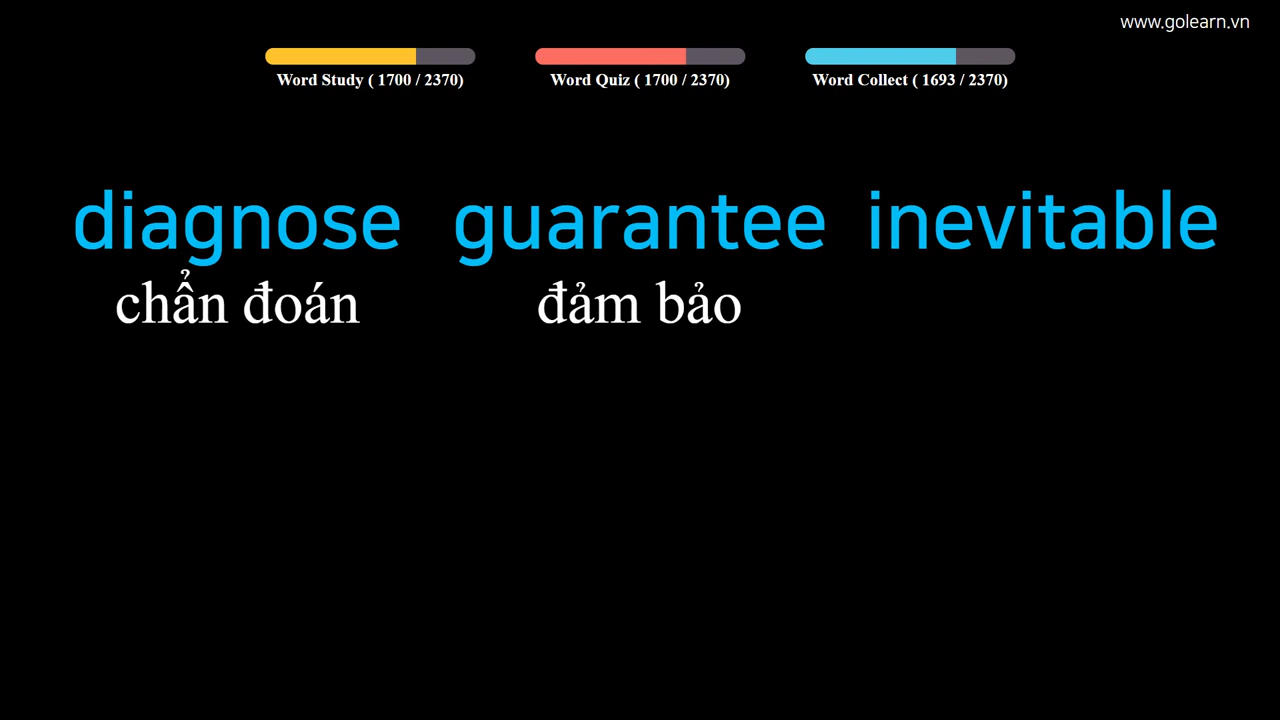 www.golearn.vn
Word Study ( 1700 / 2370) Word Quiz ( 1700 / 2370) Word Collect ( 1693 / 2370)
diagnose guarantee inevitable
chẩn đoán đảm bảo